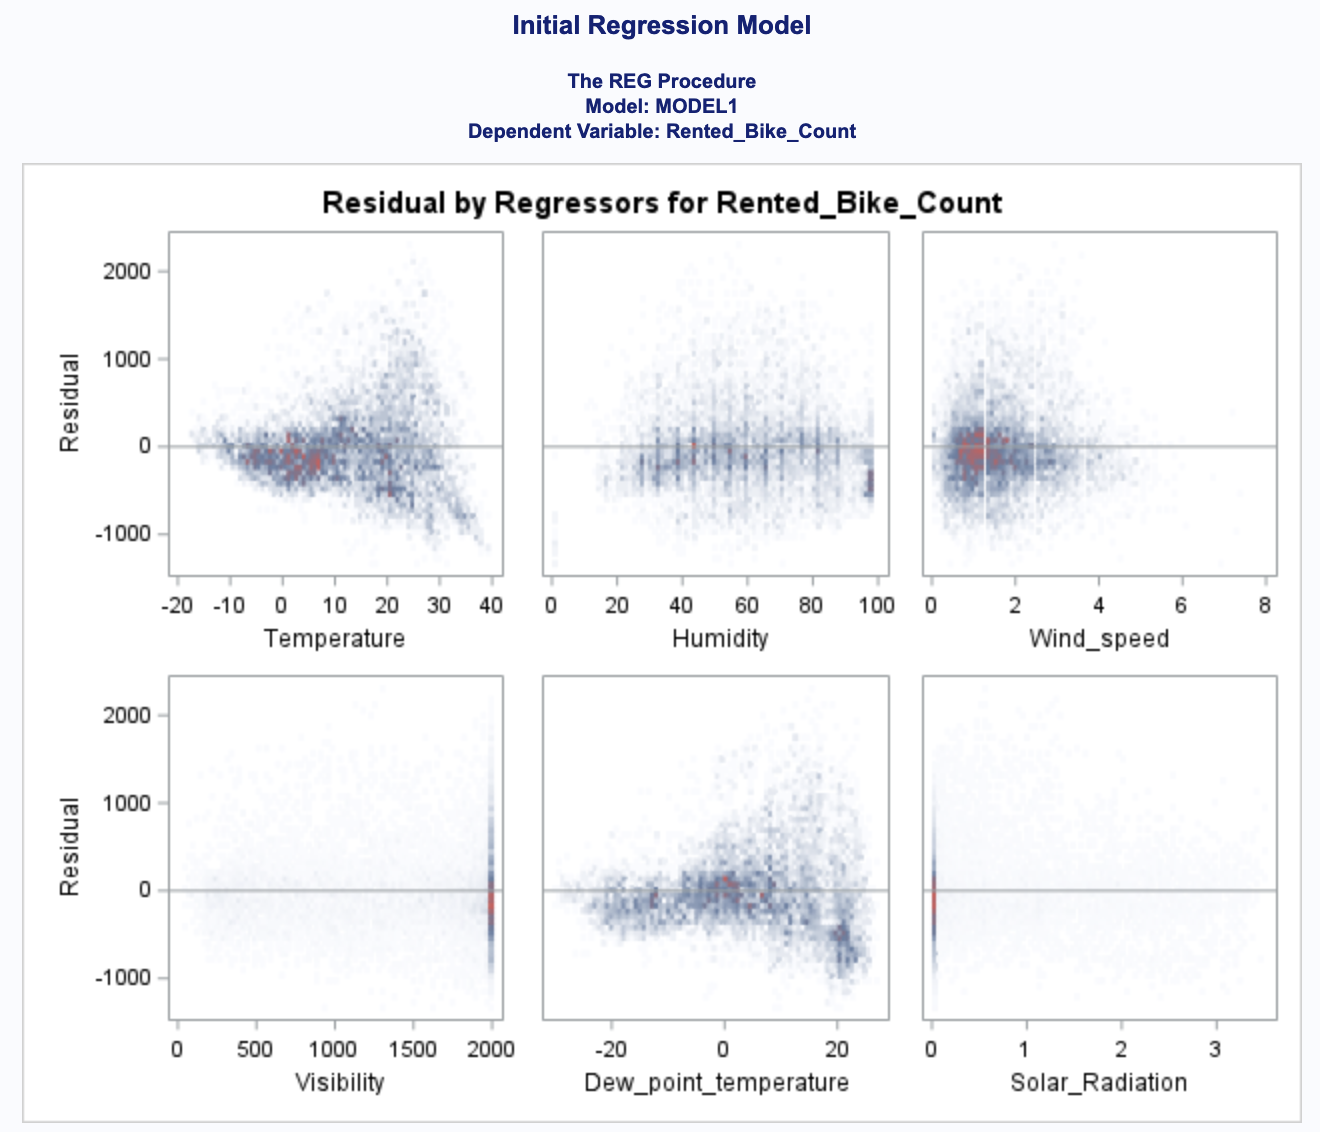 Initial Regression Model
The REG Procedure
Model: MODEL1
Dependent Variable: Rented_Bike_Count
Residual by Regressors for Rented_Bike_Count
Residual
2000
1000
0
-1000
-20 -10 0 10 20 30 40
Temperature
0 20 40 60 80 100
Humidity
0 2 4 6 8
Wind_speed
Residual
2000
1000
0
-1000
0 500 1000 1500 2000
Visibility
-20 0 20
Dew_point_temperature
0 1 2 3
Solar_Radiation